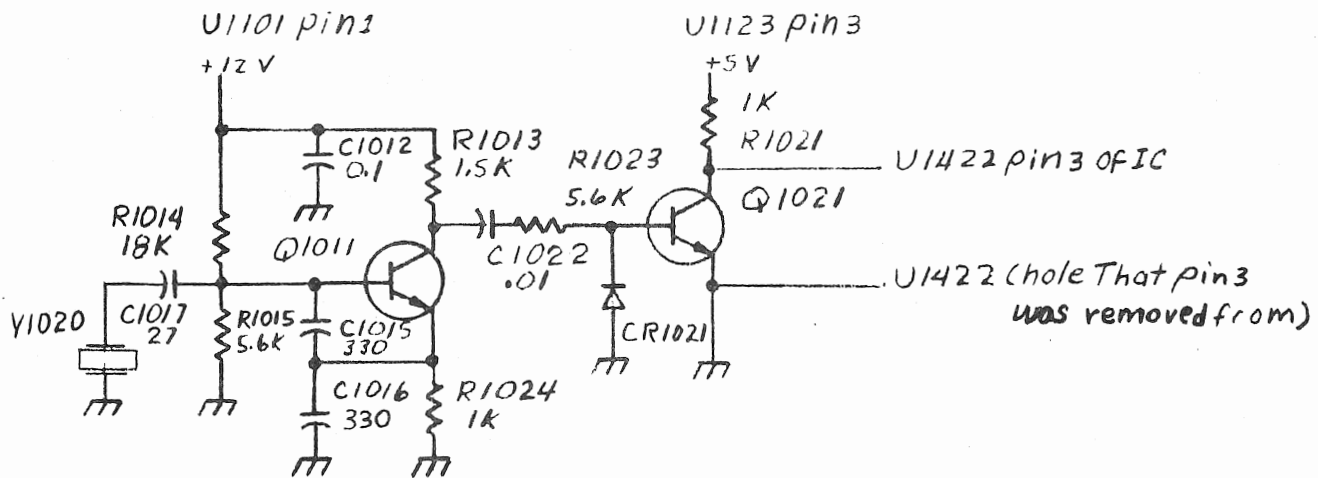 U1101 pin1
+12 V
U1123 pin3
+5V
1K
R1021
C1012
0.1
R1013
1.5K
R1023
5.6K
U1422 pin3 OF IC
Q1021
R1014
18K
Q1011
C1022
.01
U1422 (hole That pin3
was removed from)
Y1020
C1017
27
R1015
5.6K
C1015
330
CR1021
C1016
330
R1024
1K